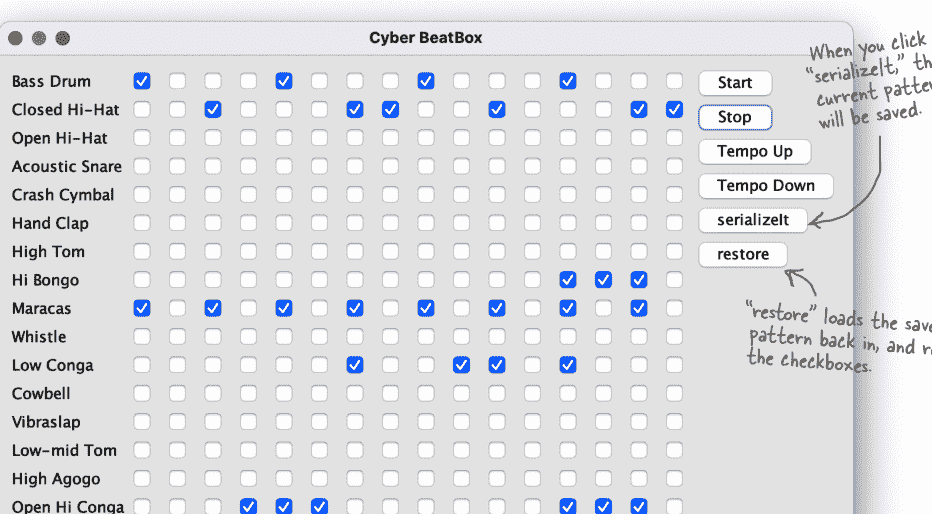 Cyber BeatBox
Bass Drum
Closed Hi-Hat
Open Hi-Hat
Acoustic Snare
Crash Cymbal
Hand Clap
High Tom
Hi Bongo
Maracas
Whistle
Low Conga
Cowbell
Vibraslap
Low-mid Tom
High Agogo
Open Hi Conga
Start
Stop
Tempo Up
Tempo Down
serializeIt
restore
When you click
"serializeIt,"
current
will be saved.
"restore" loads the
pattern back in, and
the checkboxes.